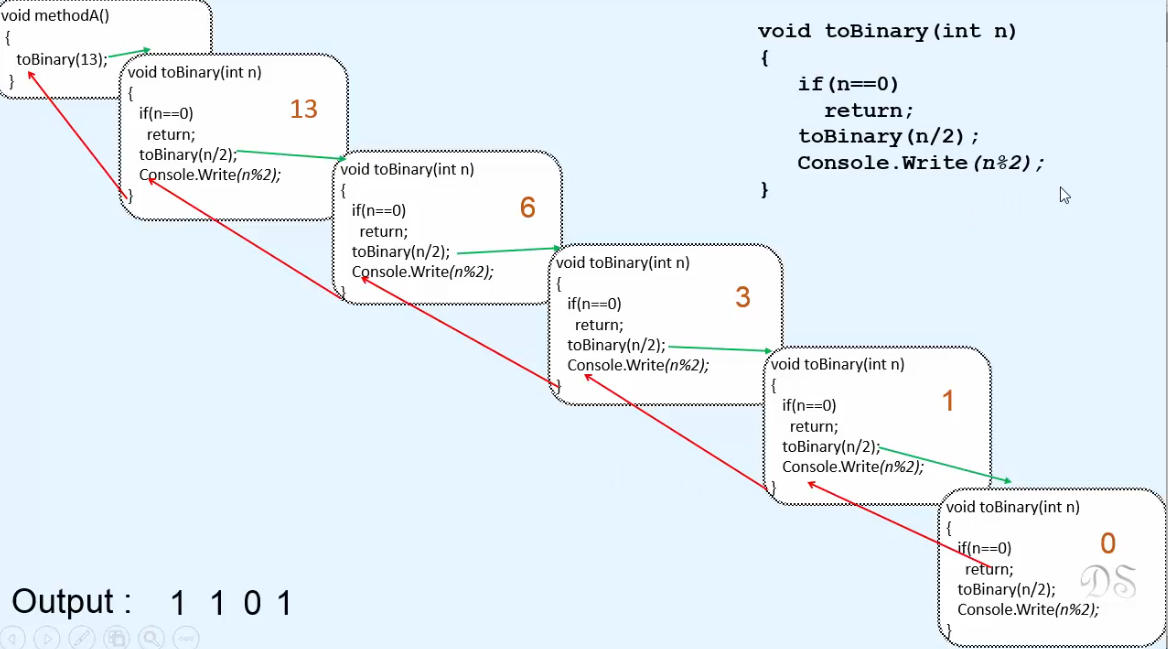 void methodA()
{
toBinary(13);
}
void toBinary(int n)
{
if(n==0)
return;
toBinary(n/2);
Console.Write(n%2);
}
13
void toBinary(int n)
{
if(n==0)
return;
toBinary(n/2);
Console.Write(n%2);
}
6
void toBinary(int n)
{
if(n==0)
return;
toBinary(n/2);
Console.Write(n%2);
}
3
void toBinary(int n)
{
if(n==0)
return;
toBinary(n/2);
Console.Write(n%2);
}
1
void toBinary(int n)
{
if(n==0)
return;
toBinary(n/2);
Console.Write(n%2);
}
0
DS
void toBinary(int n)
{
if(n==0)
return;
toBinary(n/2);
Console.Write(n%2);
}
Output : 1 1 0 1